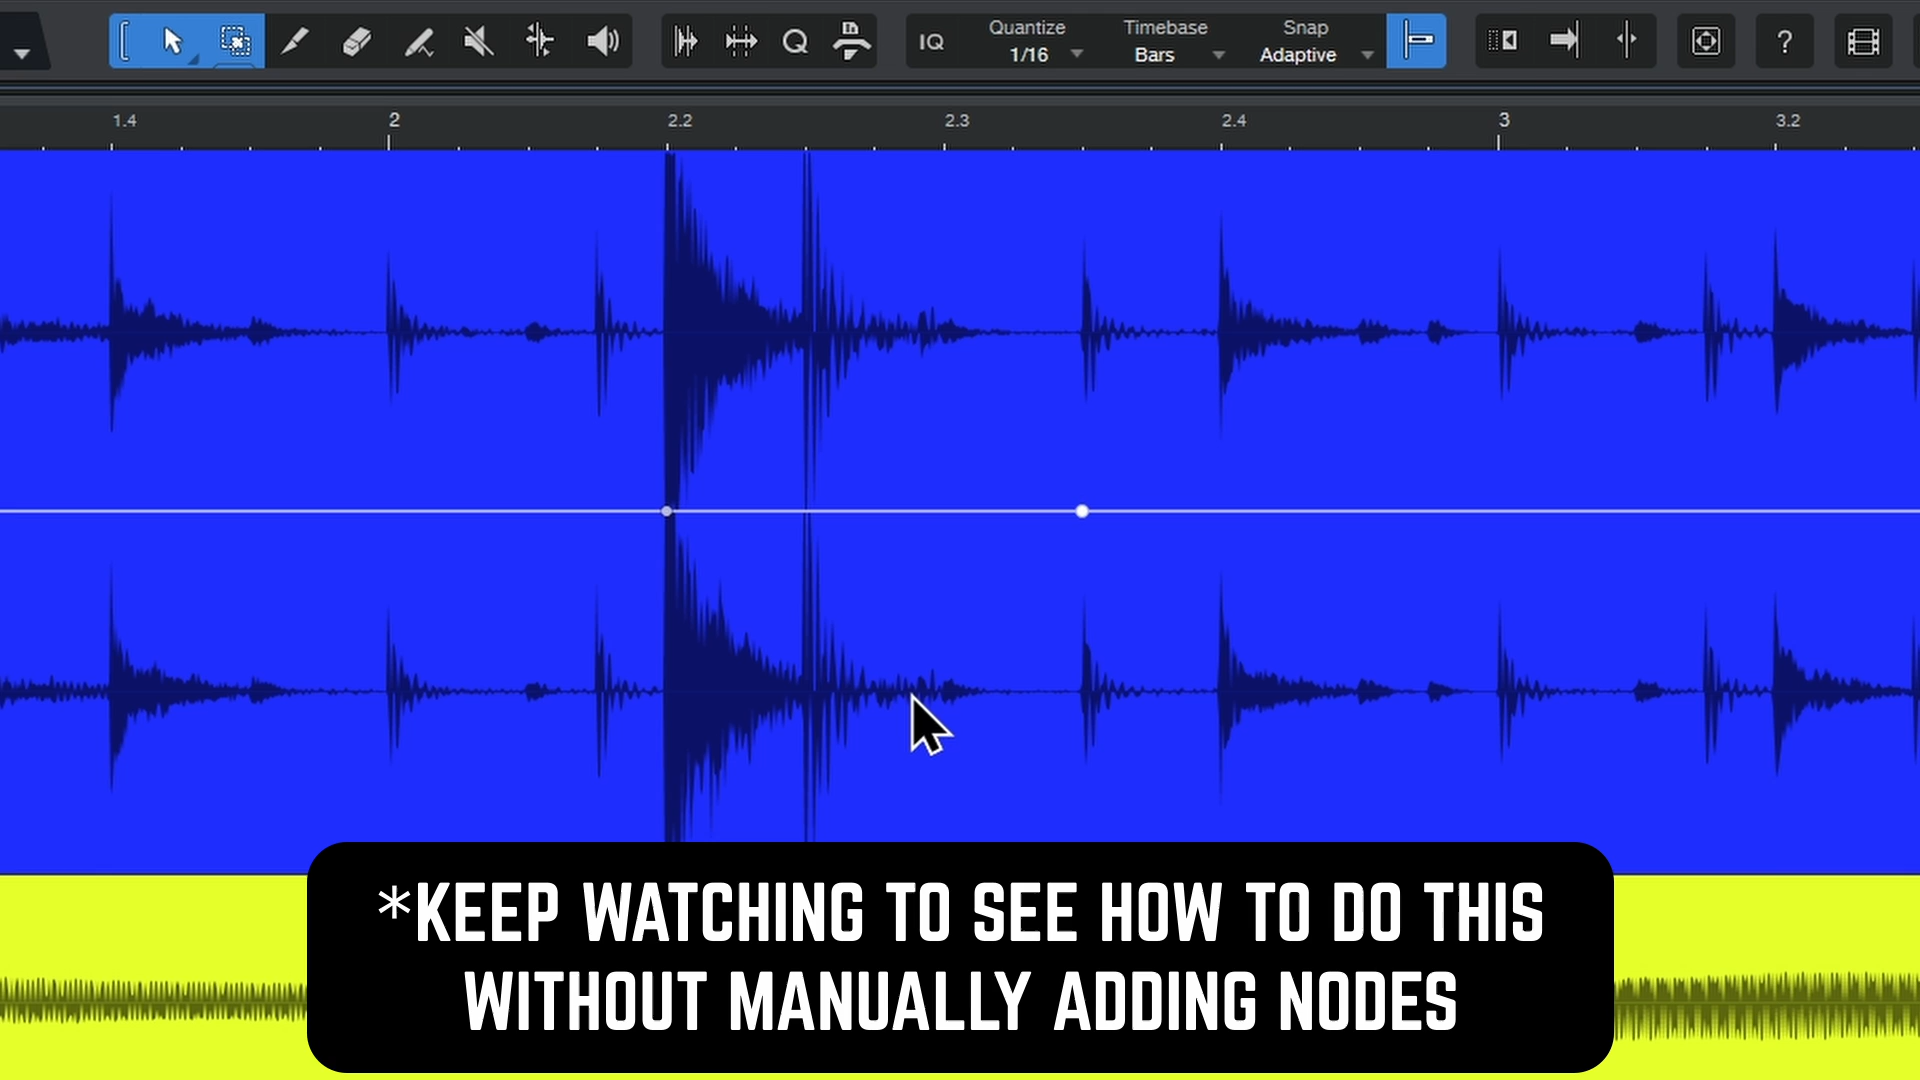 IQ
Quantize
1/16
Timebase
Bars
Snap
Adaptive
?
1.4
2
2.2
2.3
2.4
3
3.2
*KEEP WATCHING TO SEE HOW TO DO THIS
WITHOUT MANUALLY ADDING NODES